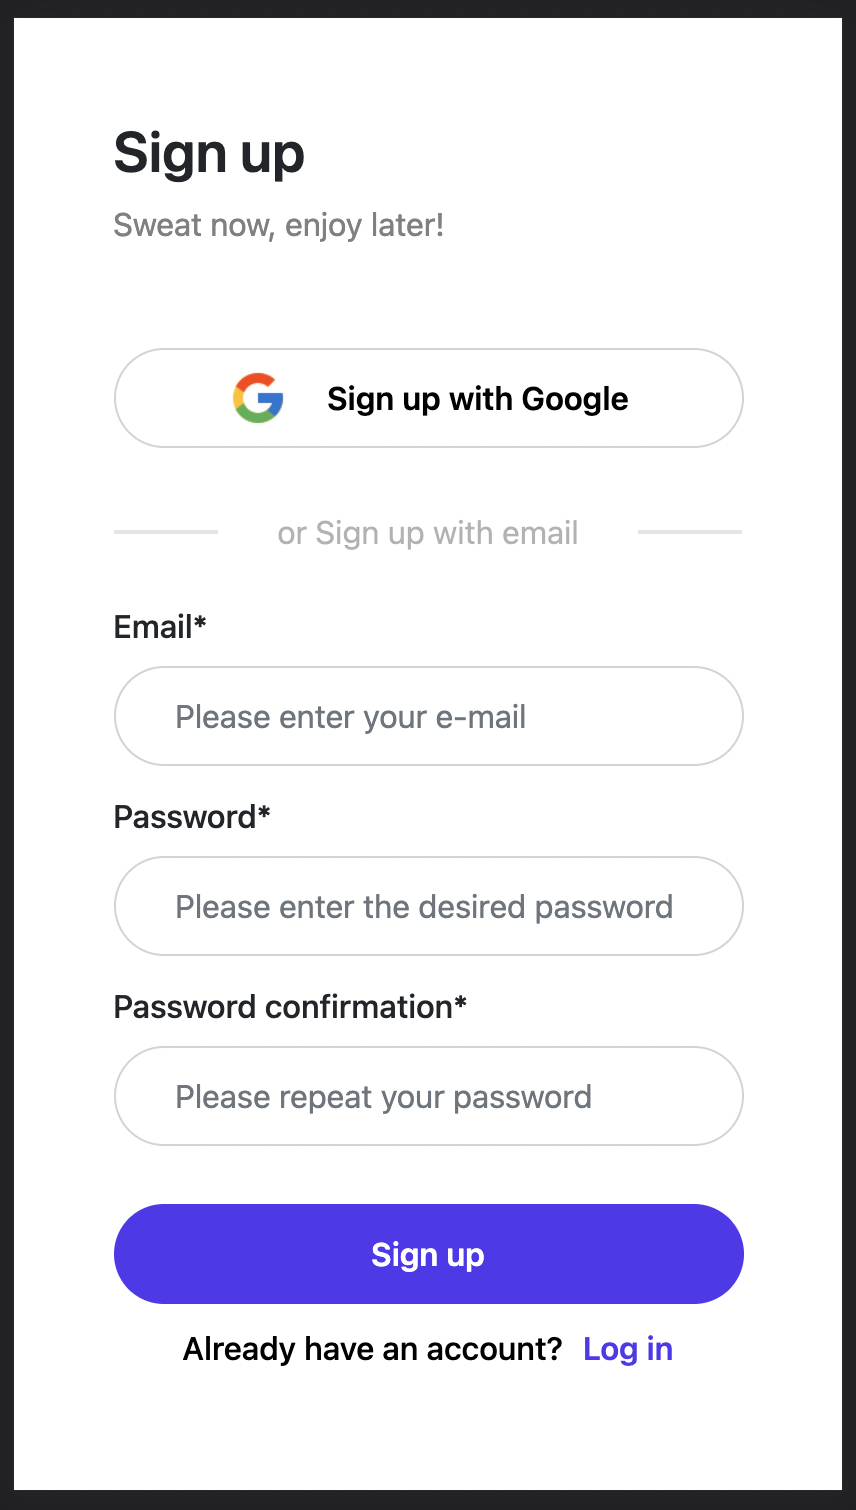 Sign up
Sweat now, enjoy later!
Sign up with Google
or Sign up with email
Email*
Please enter your e-mail
Password*
Please enter the desired password
Password confirmation*
Please repeat your password
Sign up
Already have an account? Log in